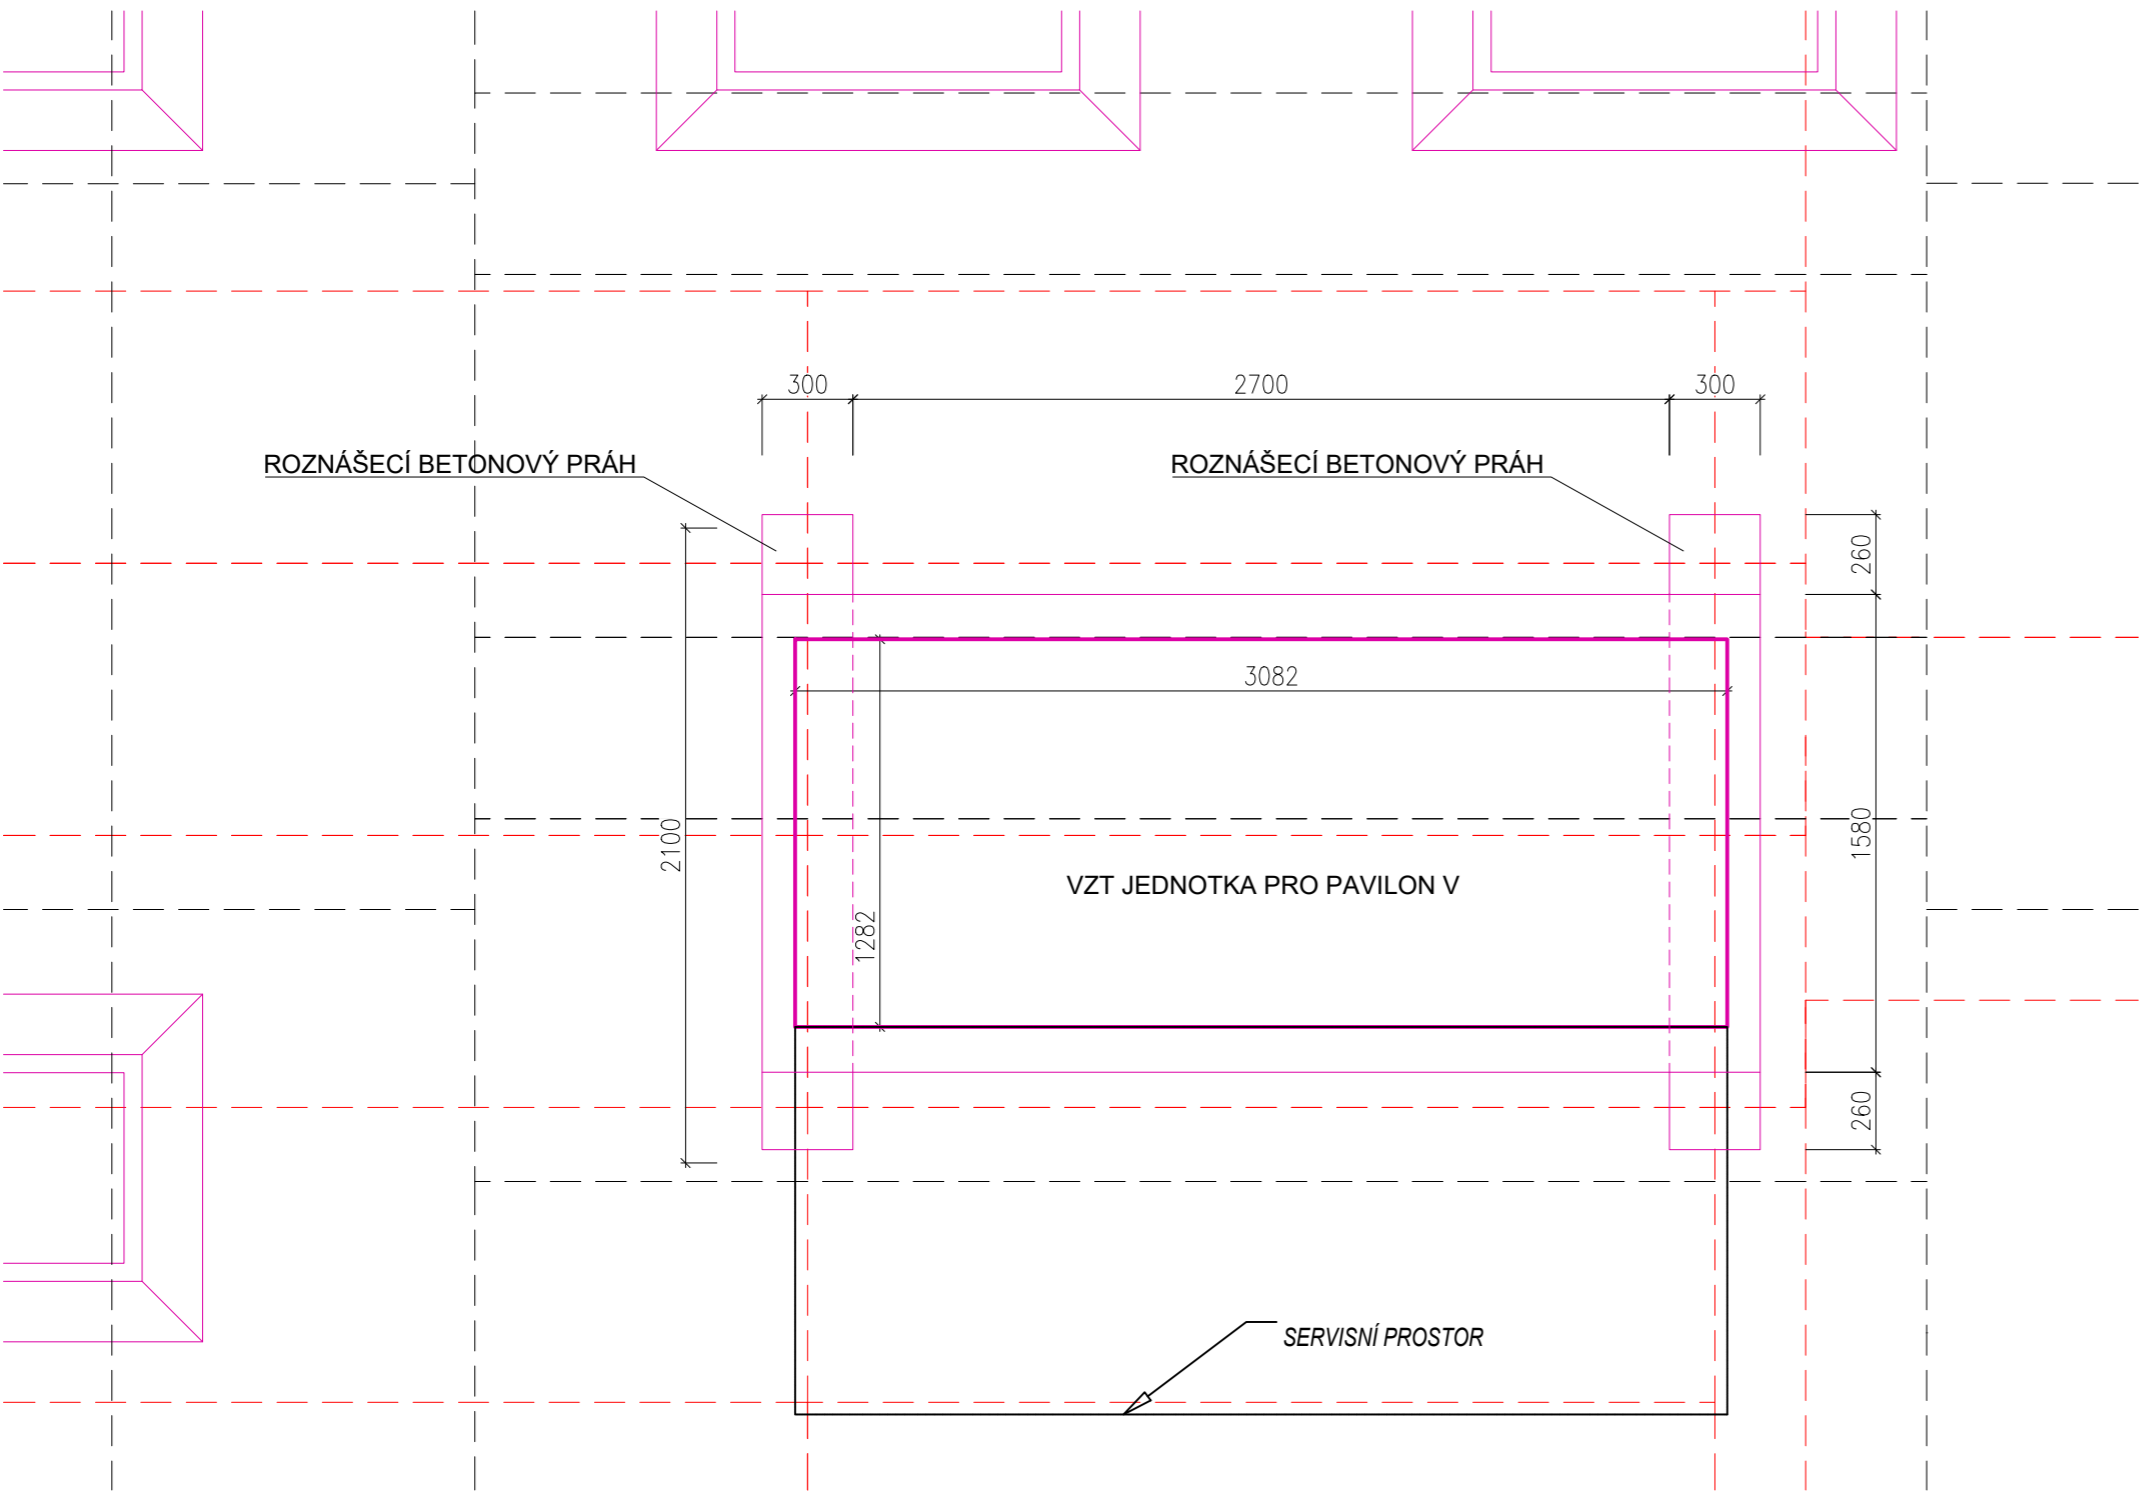 300
2700
300
ROZNÁŠECÍ BETONOVÝ PRÁH
ROZNÁŠECÍ BETONOVÝ PRÁH
260
3082
2100
1580
VZT JEDNOTKA PRO PAVILON V
1282
260
SERVISNÍ PROSTOR